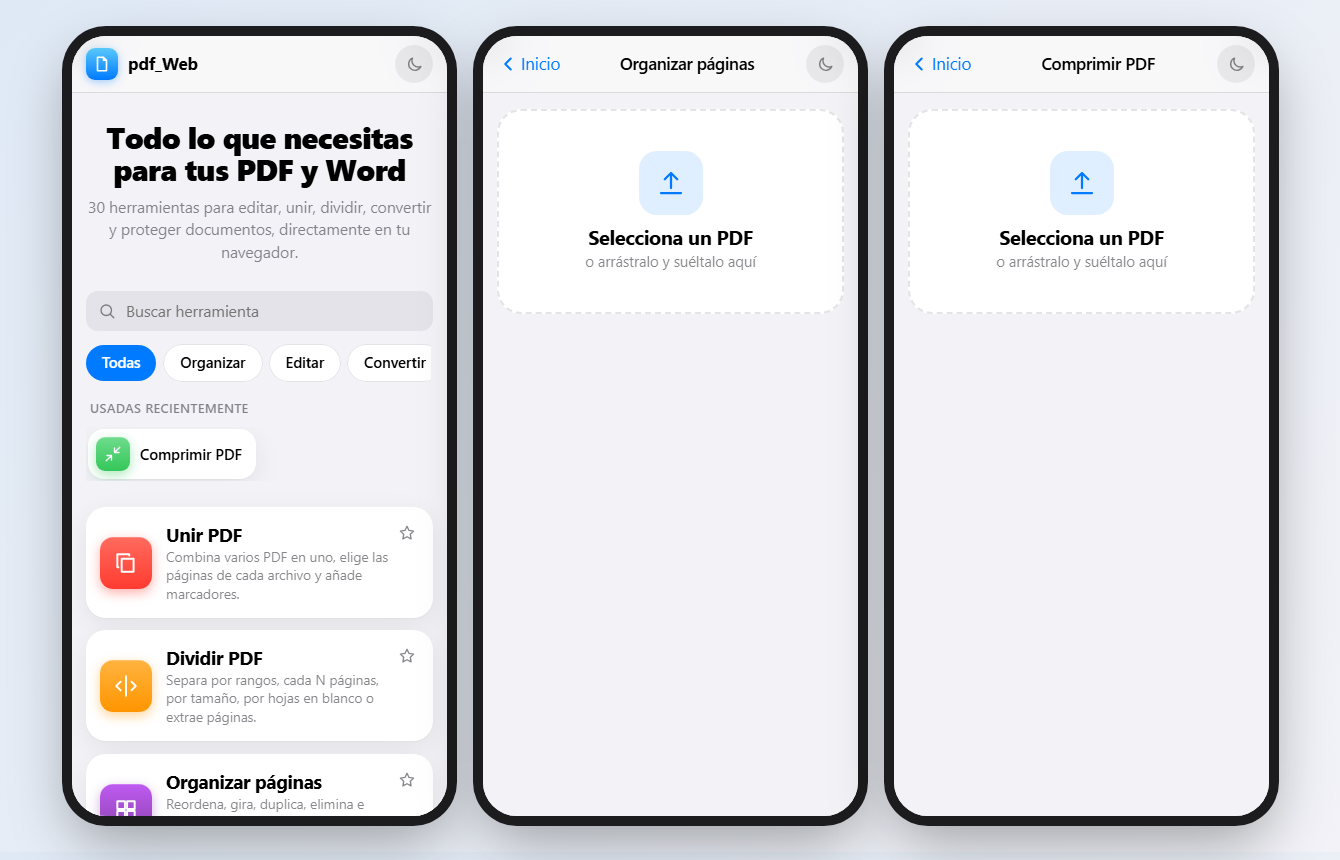 pdf_Web
Todo lo que necesitas
para tus PDF y Word
30 herramientas para editar, unir, dividir, convertir
y proteger documentos, directamente en tu
navegador.
Buscar herramienta
Todas
Organizar
Editar
Convertir
USADAS RECIENTEMENTE
Comprimir PDF
Unir PDF
Combina varios PDF en uno, elige las
páginas de cada archivo y añade
marcadores.
Dividir PDF
Separa por rangos, cada N páginas,
por tamaño, por hojas en blanco o
extrae páginas.
Organizar páginas
Reordena, gira, duplica, elimina e
Inicio
Organizar páginas
Selecciona un PDF
o arrástralo y suéltalo aquí
Inicio
Comprimir PDF
Selecciona un PDF
o arrástralo y suéltalo aquí